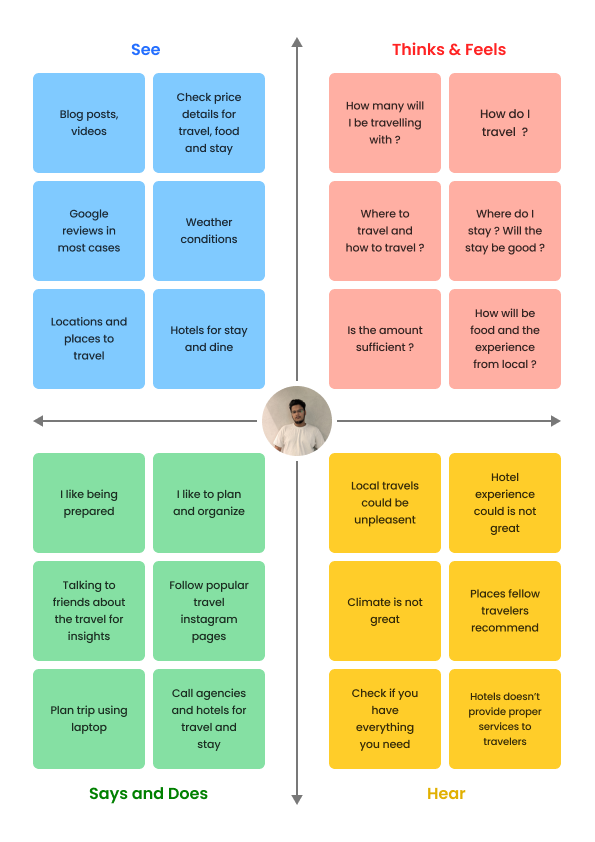 See
Thinks & Feels
Blog posts,
videos
Check price
details for
travel, food
and stay
How many will
I be travelling
with ?
How do I
travel ?
Google
reviews in
most cases
Weather
conditions
Where to
travel and
how to travel ?
Where do I
stay ? Will the
stay be good ?
Locations and
places to
travel
Hotels for stay
and dine
Is the amount
sufficient ?
How will be
food and the
experience
from local ?
I like being
prepared
I like to plan
and organize
Local travels
could be
unpleasent
Hotel
experience
could is not
great
Talking to
friends about
the travel for
insights
Follow popular
travel
instagram
pages
Climate is not
great
Places fellow
travelers
recommend
Plan trip using
laptop
Call agencies
and hotels for
travel and
stay
Check if you
have
everything
you need
Hotels doesn’t
provide proper
services to
travelers
Says and Does
Hear